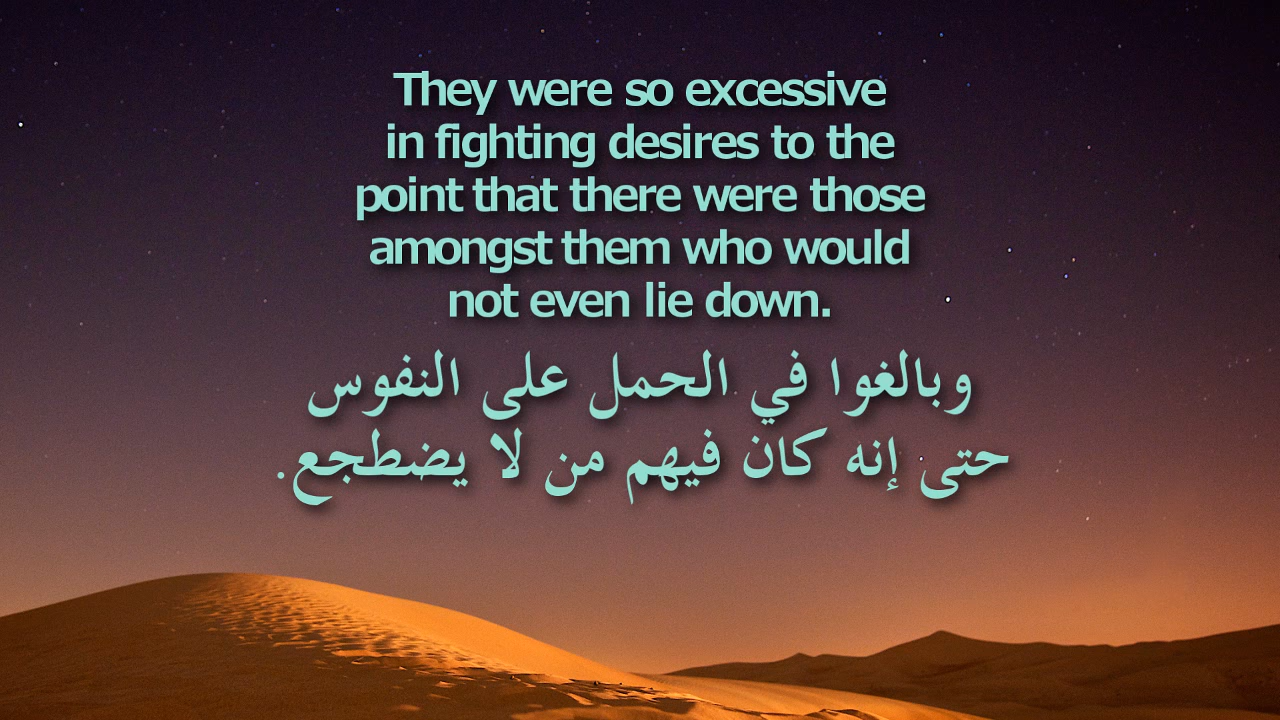 They were so excessive
in fighting desires to the
point that there were those
amongst them who would
not even lie down.
وبالغوا في الحمل على النفوس
حتى إنه كان فيهم من لا يضطجع.